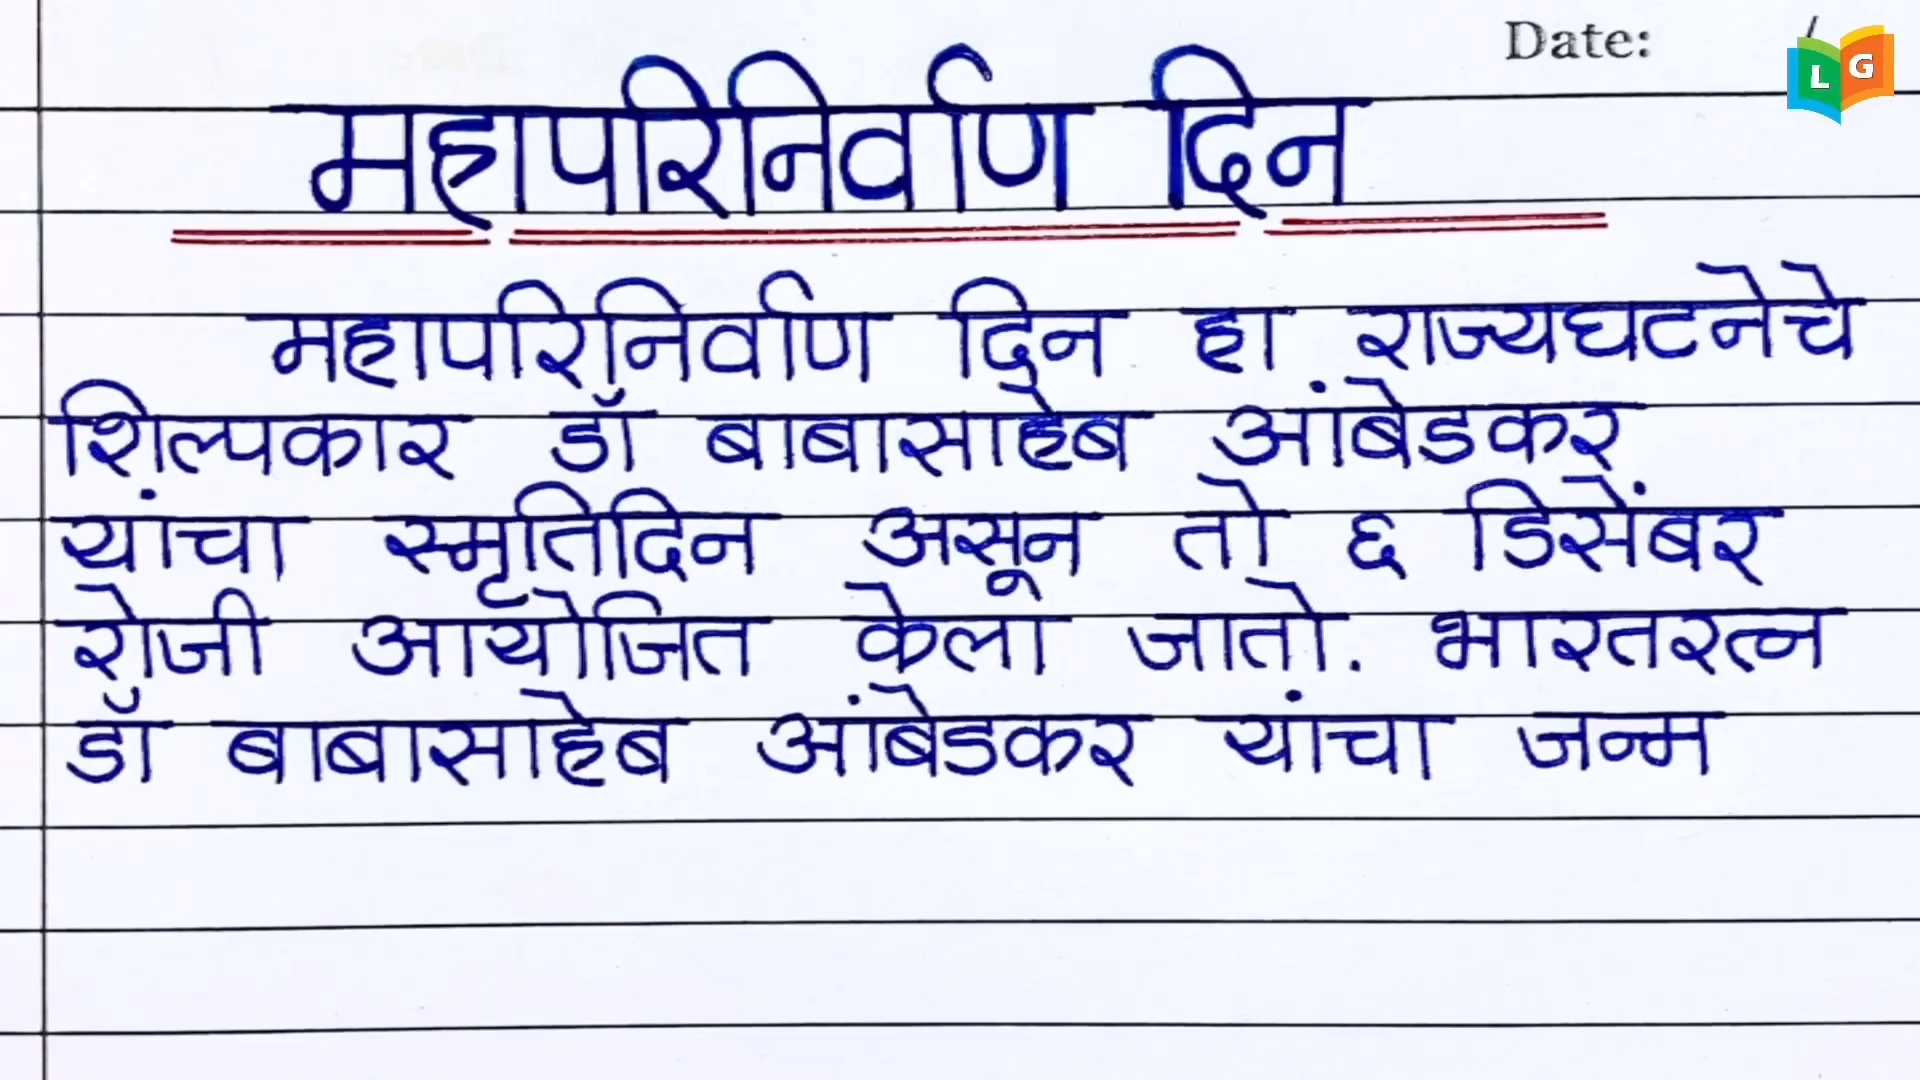 Date: /
L G
महापरिनिर्वाण दिन
महापरिनिर्वाण दिन हा राज्यघटनेचे
शिल्पकार डॉ बाबासाहेब आंबेडकर
यांचा स्मृतिदिन असून तो ६ डिसेंबर
रोजी आयोजित केला जातो. भारतरत्न
डॉ बाबासाहेब आंबेडकर यांचा जन्म